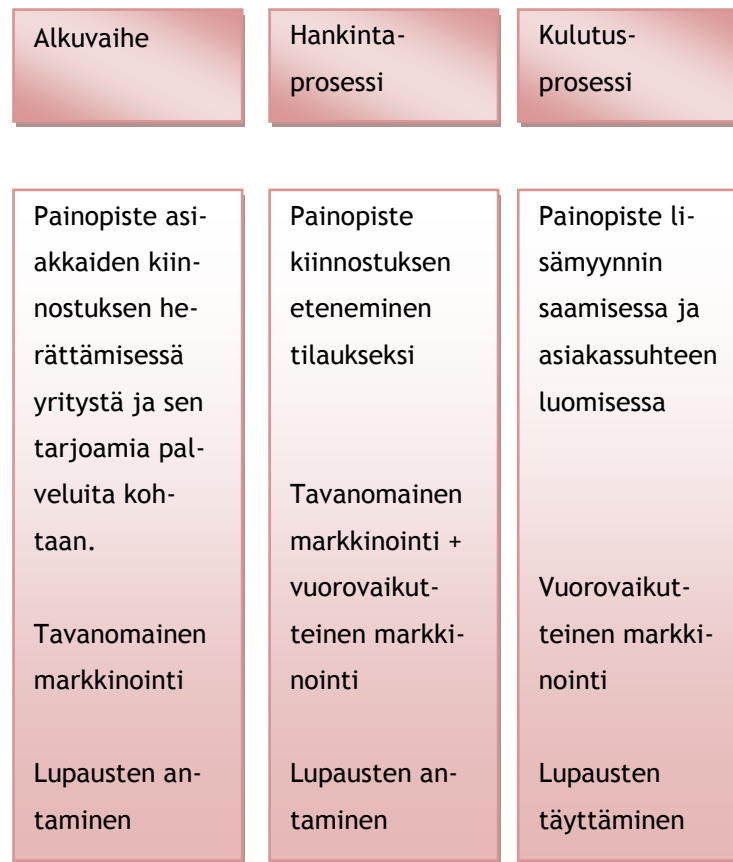 Alkuvaihe
Hankinta-
prosessi
Kulutus-
prosessi
Painopiste asi-
akkaiden kiin-
nostuksen he-
rättämisessä
yritystä ja sen
tarjoamia pal-
veluita koh-
taan.
Tavanomainen
markkinointi
Lupausten an-
taminen
Painopiste
kiinnostuksen
eteneminen
tilaukseksi
Tavanomainen
markkinointi +
vuorovaikut-
teinen markki-
nointi
Lupausten an-
taminen
Painopiste li-
sämyynnin
saamisessa ja
asiakassuhteen
luomisessa
Vuorovaikut-
teinen markki-
nointi
Lupausten
täyttäminen